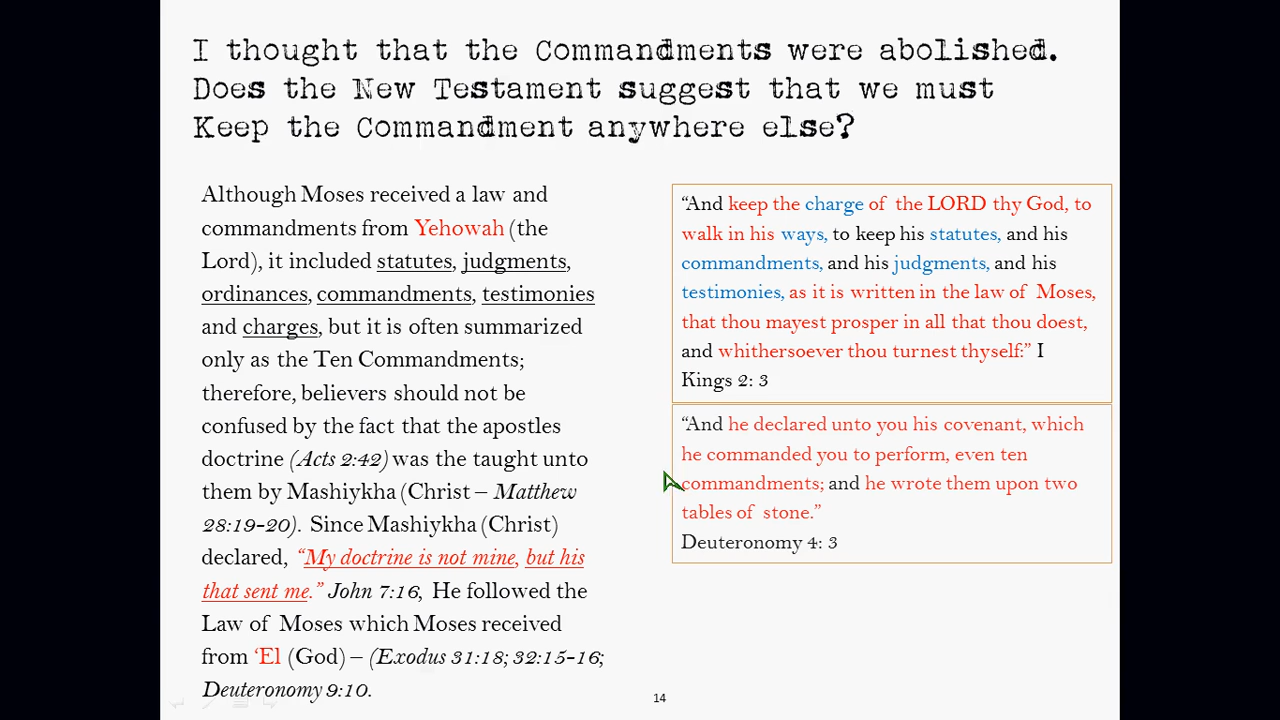 I thought that the Commandments were abolished.
Does the New Testament suggest that we must
Keep the Commandment anywhere else?
Although Moses received a law and
commandments from Yehowah (the
Lord), it included statutes, judgments,
ordinances, commandments, testimonies
and charges, but it is often summarized
only as the Ten Commandments;
therefore, believers should not be
confused by the fact that the apostles
doctrine (Acts 2:42) was the taught unto
them by Mashiykha (Christ – Matthew
28:19-20). Since Mashiykha (Christ)
declared, “My doctrine is not mine, but his
that sent me.” John 7:16, He followed the
Law of Moses which Moses received
from ‘El (God) – (Exodus 31:18; 32:15-16;
Deuteronomy 9:10.
“And keep the charge of the LORD thy God, to
walk in his ways, to keep his statutes, and his
commandments, and his judgments, and his
testimonies, as it is written in the law of Moses,
that thou mayest prosper in all that thou doest,
and whithersoever thou turnest thyself:” I
Kings 2: 3
“And he declared unto you his covenant, which
he commanded you to perform, even ten
commandments; and he wrote them upon two
tables of stone.”
Deuteronomy 4: 3
14